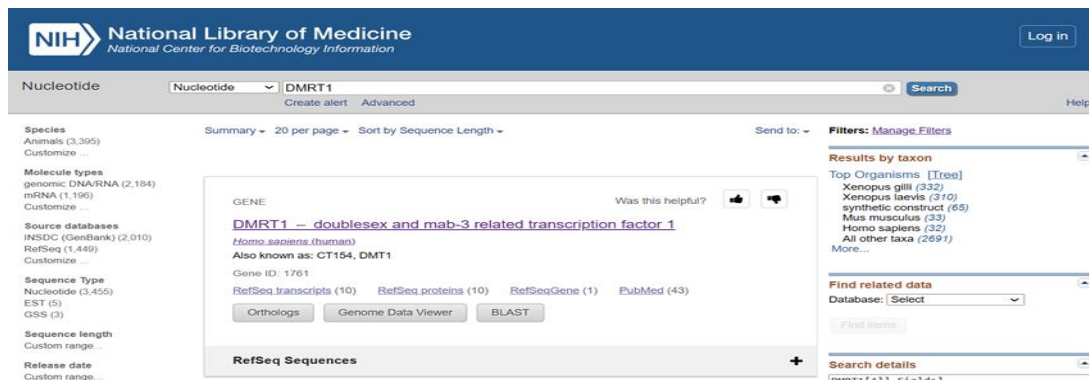 NIH National Library of Medicine
National Center for Biotechnology Information
Log in
Nucleotide
Nucleotide
DMRT1
Search
Create alert Advanced
Help
Species
Animals (3,395)
Customize ...
Molecule types
genomic DNA/RNA (2,184)
mRNA (1,196)
Customize ...
Source databases
INSDC (GenBank) (2,010)
RefSeq (1,449)
Customize ...
Sequence Type
Nucleotide (3,455)
EST (5)
GSS (3)
Sequence length
Custom range...
Release date
Custom range...
Summary 20 per page Sort by Sequence Length
Send to:
GENE
Was this helpful?
DMRT1 – doublesex and mab-3 related transcription factor 1
Homo sapiens (human)
Also known as: CT154, DMT1
Gene ID: 1761
RefSeq transcripts (10) RefSeq proteins (10) RefSeqGene (1) PubMed (43)
Orthologs Genome Data Viewer BLAST
RefSeq Sequences +
Filters: Manage Filters
Results by taxon
Top Organisms [Tree]
Xenopus gilli (332)
Xenopus laevis (310)
synthetic construct (65)
Mus musculus (33)
Homo sapiens (32)
All other taxa (2691)
More...
Find related data
Database: Select
Find items
Search details
DMRT1[All Fields]